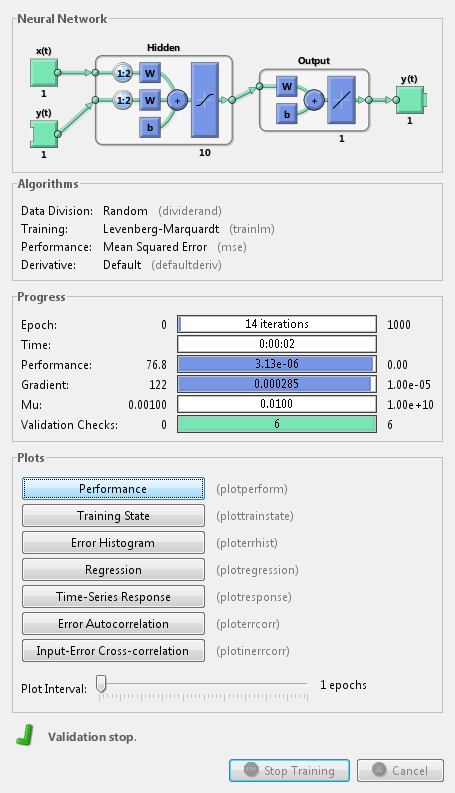 Neural Network
Hidden
x(t)
1:2
W
1
y(t)
1:2
W
+
b
1
10
Output
W
+
b
1
y(t)
1
Algorithms
Data Division: Random (dividerand)
Training: Levenberg-Marquardt (trainlm)
Performance: Mean Squared Error (mse)
Derivative: Default (defaultderiv)
Progress
Epoch: 0 14 iterations 1000
Time: 0:00:02
Performance: 76.8 3.13e-06 0.00
Gradient: 122 0.000285 1.00e-05
Mu: 0.00100 0.0100 1.00e+10
Validation Checks: 0 6 6
Plots
Performance (plotperform)
Training State (plottrainstate)
Error Histogram (ploterrhist)
Regression (plotregression)
Time-Series Response (plotresponse)
Error Autocorrelation (ploterrcorr)
Input-Error Cross-correlation (plotinerrcorr)
Plot Interval: 1 epochs
Validation stop.
Stop Training Cancel